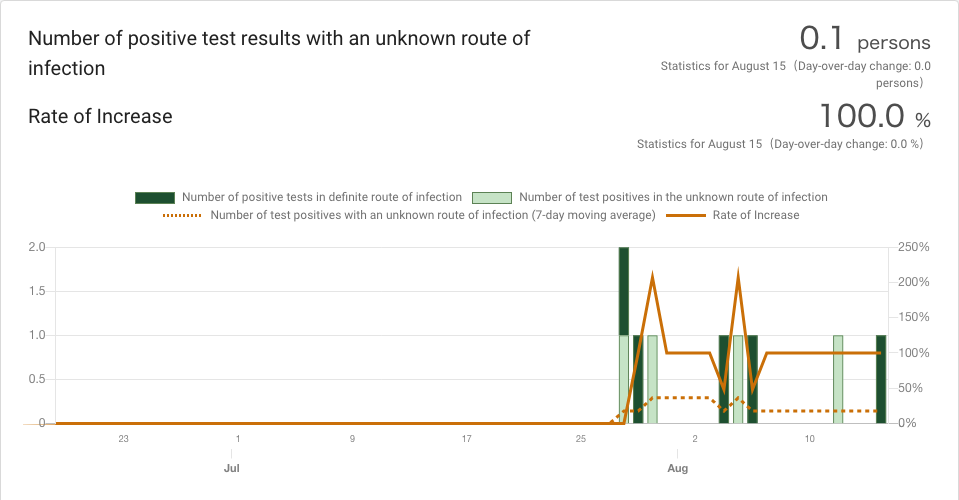 Number of positive test results with an unknown route of
infection
0.1 persons
Statistics for August 15（Day-over-day change: 0.0
persons）
Rate of Increase
100.0 %
Statistics for August 15（Day-over-day change: 0.0 %）
Number of positive tests in definite route of infection Number of test positives in the unknown route of infection
Number of test positives with an unknown route of infection (7-day moving average) Rate of Increase
2.0 250%
200%
1.5
150%
1.0
100%
0.5
50%
0 0%
23 1 9 17 25 2 10
Jul Aug